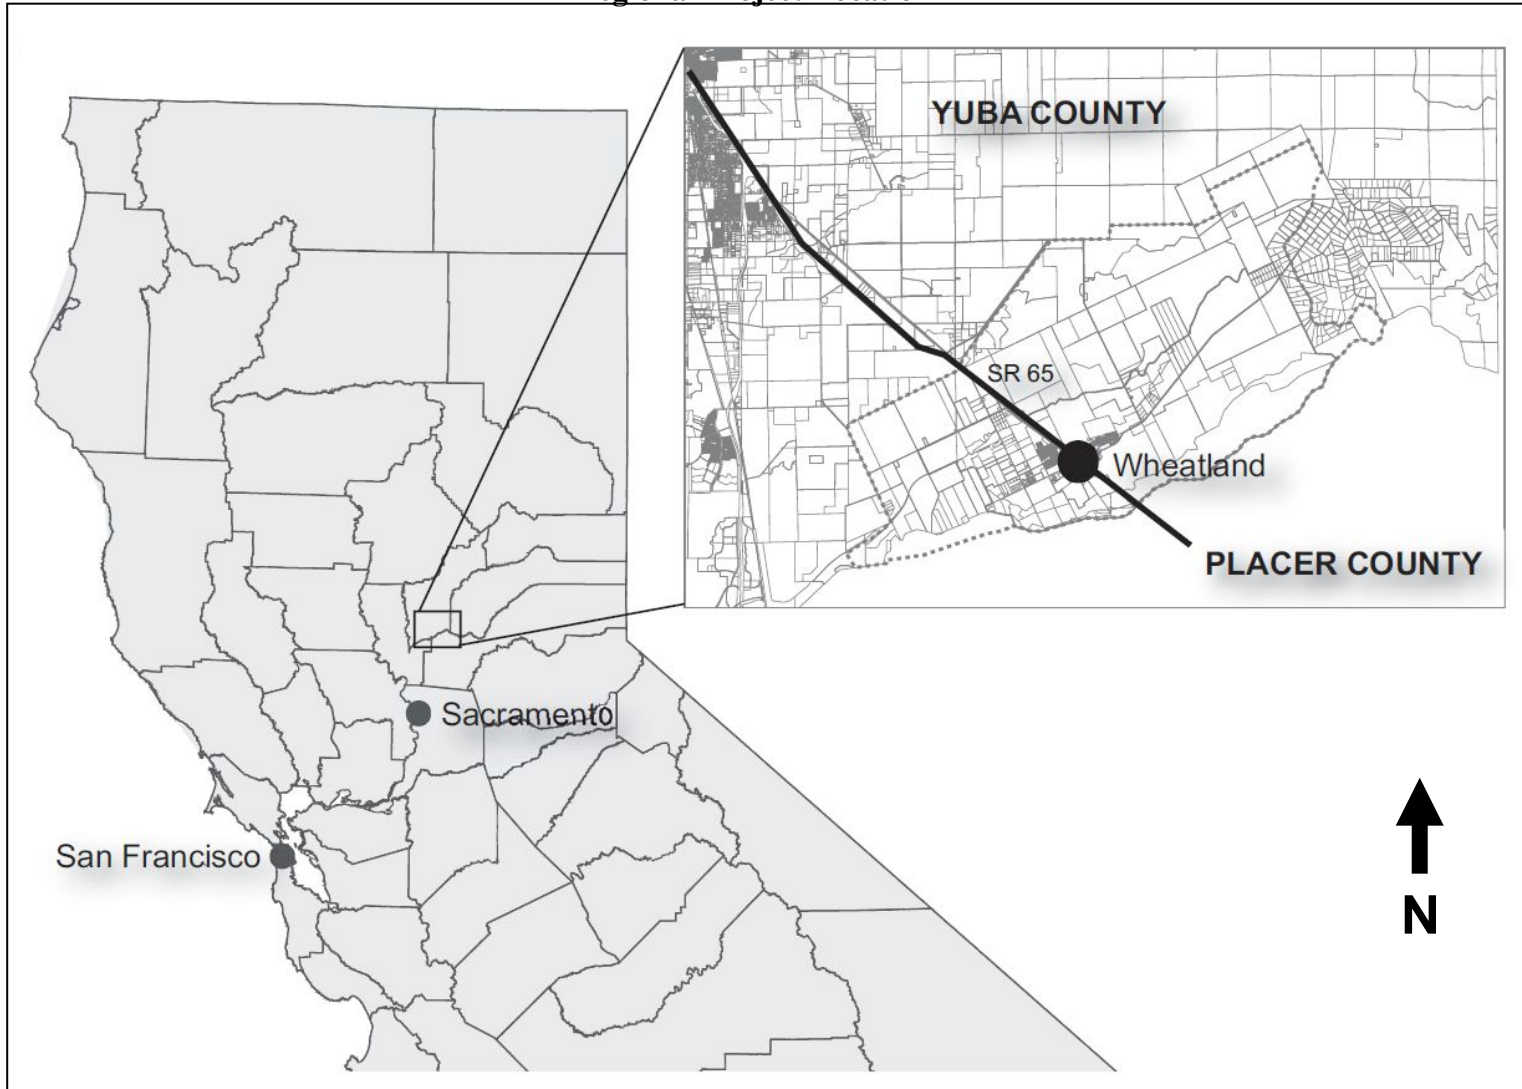 YUBA COUNTY
SR 65
Wheatland
PLACER COUNTY
Sacramento
San Francisco
N